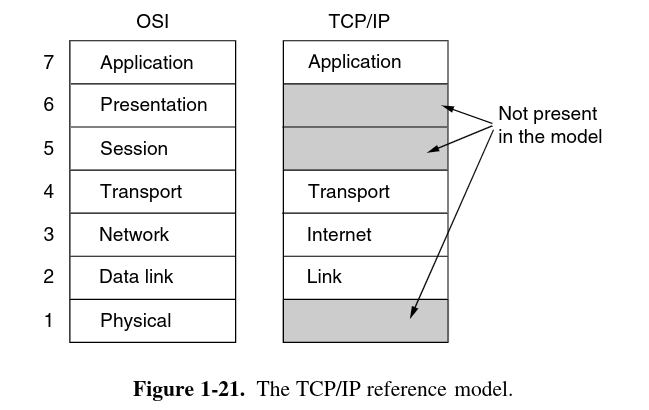 OSI TCP/IP
7 Application Application
6 Presentation
Not present
in the model
5 Session
4 Transport Transport
3 Network Internet
2 Data link Link
1 Physical
Figure 1-21. The TCP/IP reference model.